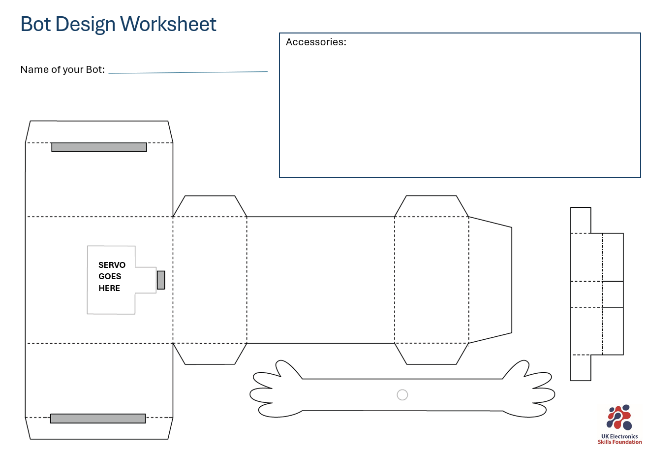 Bot Design Worksheet
Accessories:
Name of your Bot:
SERVO
GOES
HERE
UK Electronics
Skills Foundation